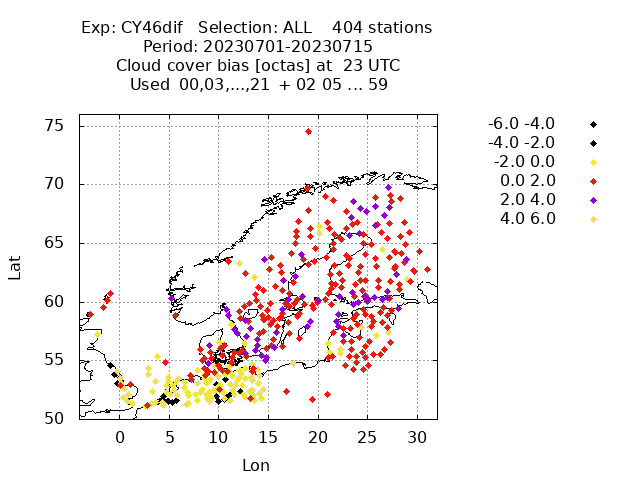 Exp: CY46dif   Selection: ALL    404 stations
Period: 20230701-20230715
Cloud cover bias [octas] at  23 UTC
Used  00,03,...,21  + 02 05 ... 59
-6.0 -4.0
-4.0 -2.0
-2.0 0.0
0.0 2.0
2.0 4.0
4.0 6.0
75
70
65
60
55
50
Lat
0 5 10 15 20 25 30
Lon